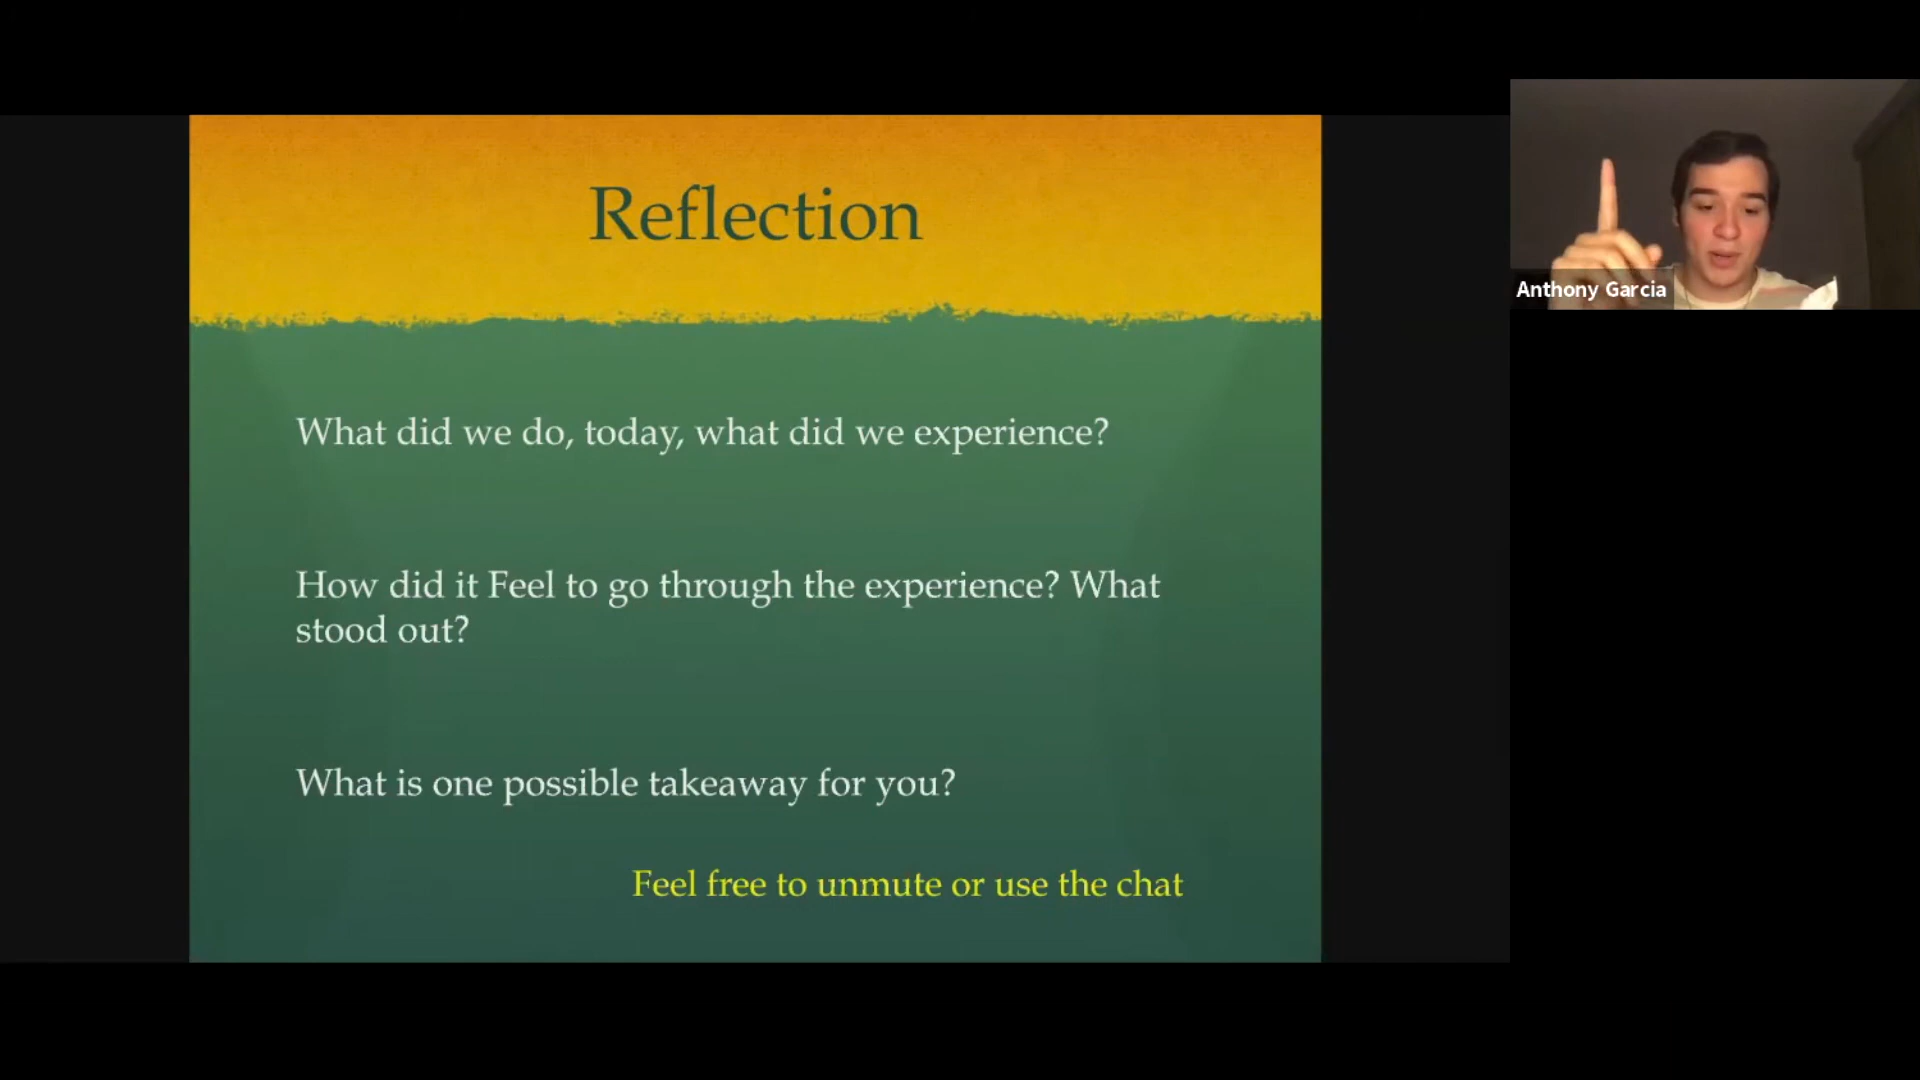 Reflection
Anthony Garcia
What did we do, today, what did we experience?
How did it Feel to go through the experience? What
stood out?
What is one possible takeaway for you?
Feel free to unmute or use the chat